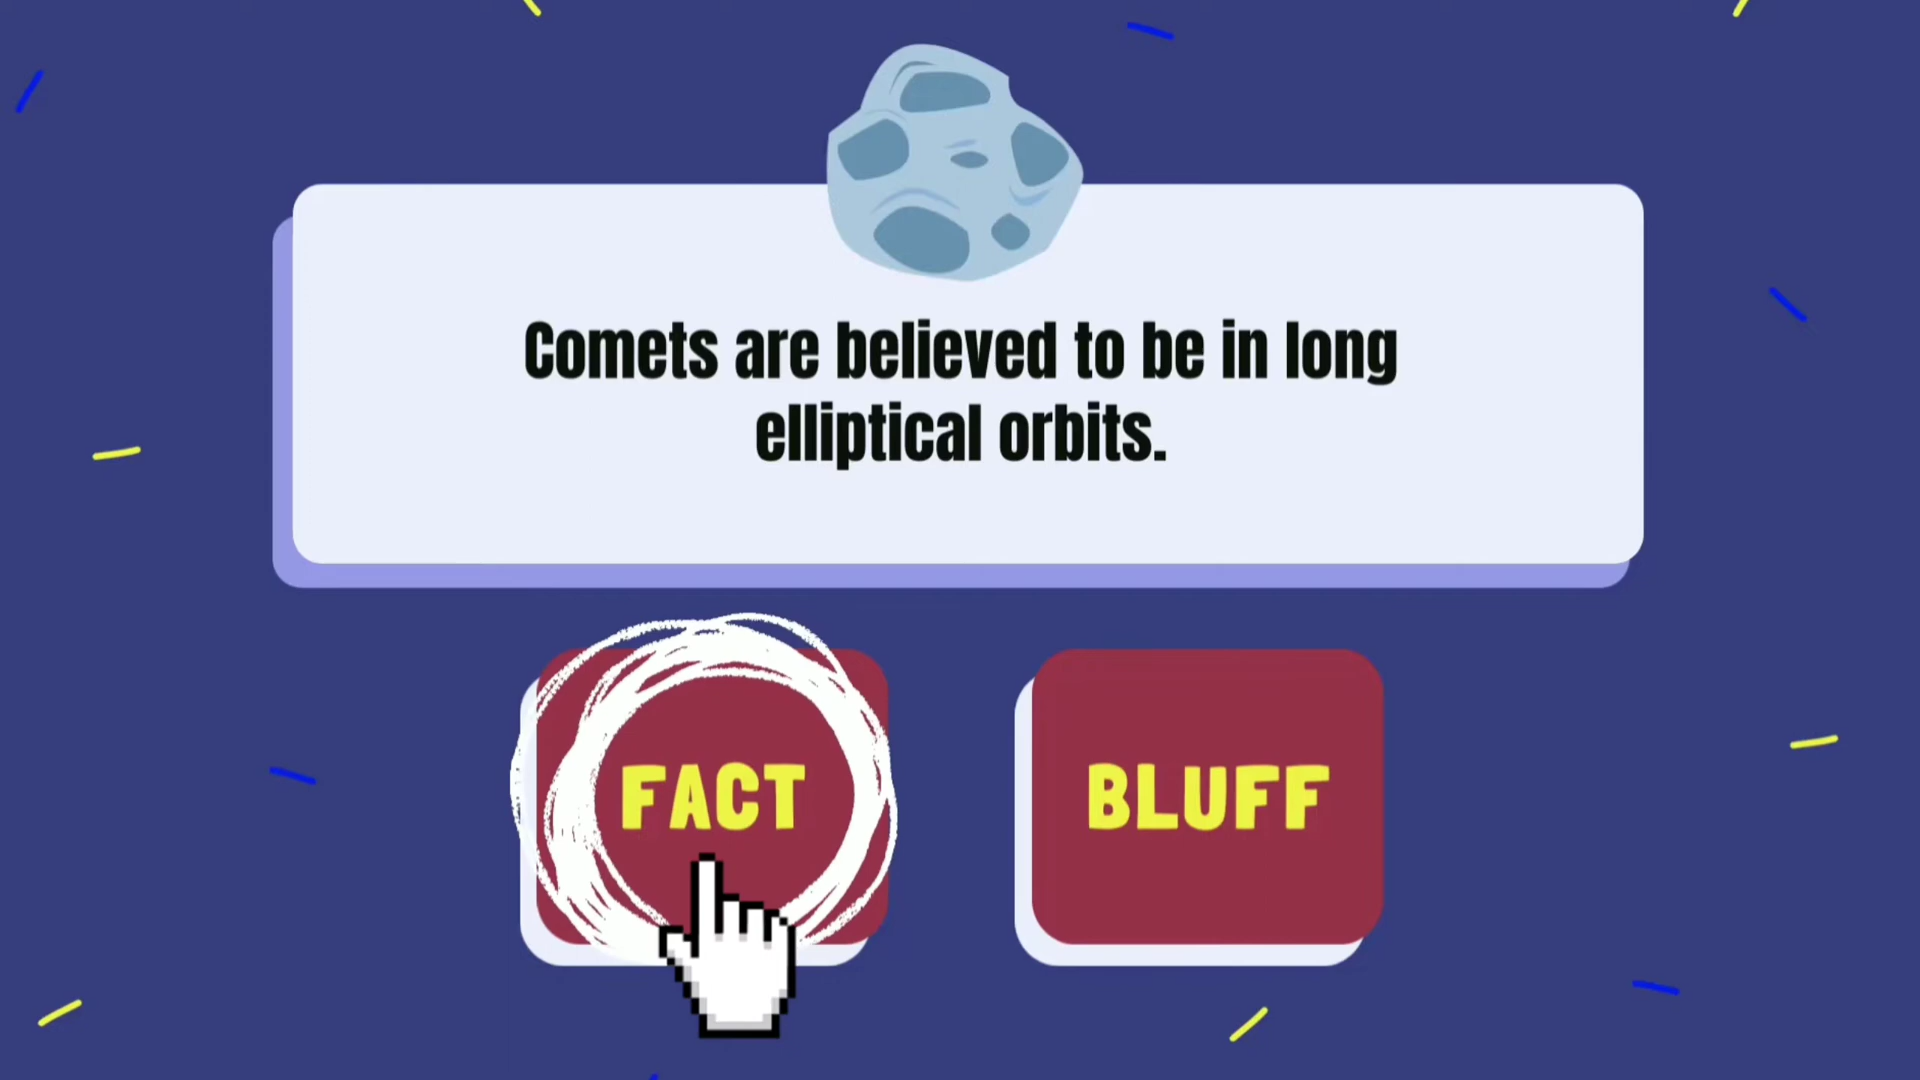 Comets are believed to be in long
elliptical orbits.
FACT
BLUFF